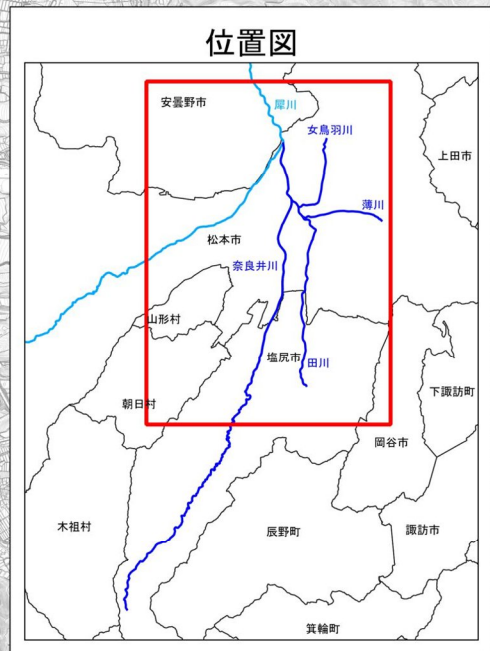 位置図
安曇野市
犀川
女鳥羽川
上田市
薄川
松本市
奈良井川
山形村
塩尻市
田川
朝日村
下諏訪町
岡谷市
木祖村
辰野町
諏訪市
箕輪町